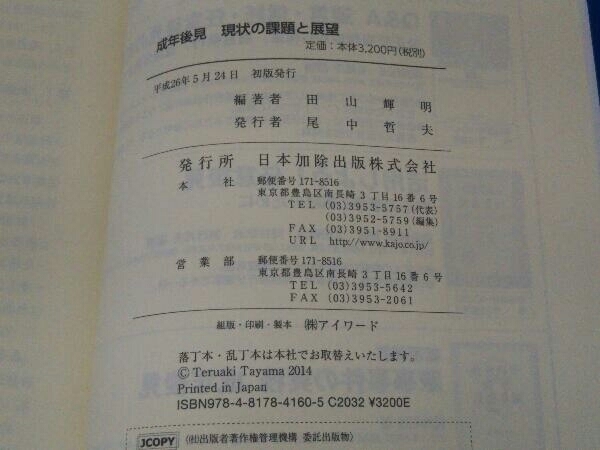 成年後見 現状の課題と展望
定価：本体3,200円(税別)
平成26年5月24日 初版発行
編著者 田山輝明
発行者 尾中哲夫
発行所 日本加除出版株式会社
本社 郵便番号 171-8516
東京都豊島区南長崎3丁目16番6号
TEL (03)3953-5757(代表)
(03)3952-5759(編集)
FAX (03)3951-8911
URL http://www.kajo.co.jp/
営業部 郵便番号 171-8516
東京都豊島区南長崎3丁目16番6号
TEL (03)3953-5642
FAX (03)3953-2061
組版・印刷・製本 ㈱アイワード
落丁本・乱丁本は本社でお取替えいたします。
© Teruaki Tayama 2014
Printed in Japan
ISBN978-4-8178-4160-5 C2032 ¥3200E
JCOPY 〈㈳出版者著作権管理機構 委託出版物〉